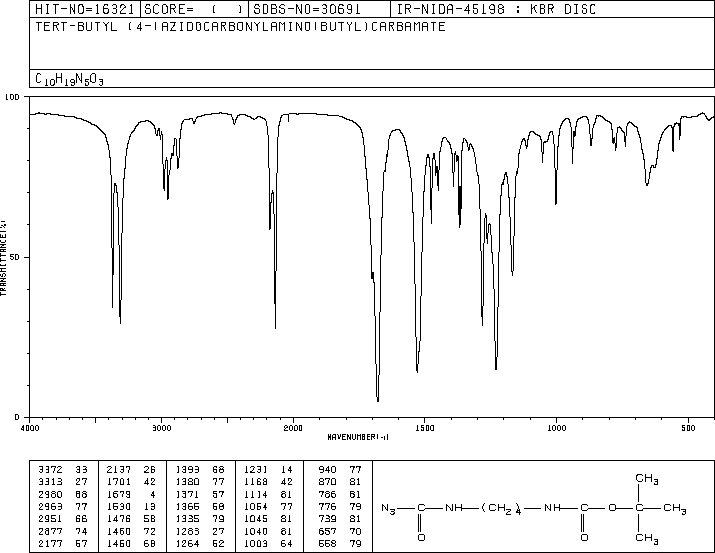 HIT-NO=16321 SCORE= ( ) SDBS-NO=30691 IR-NIDA-45198 : KBR DISC
TERT-BUTYL (4-(AZIDOCARBONYLAMINO)BUTYL)CARBAMATE
C10H19N5O3
100
50
0
TRANSMITTANCE(%)
4000 3000 2000 1500 1000 500
WAVENUMBER(-1)
3372 33 2137 26 1393 68 1231 14 940 77
3313 27 1701 42 1380 77 1168 42 870 81
2980 68 1679 4 1371 57 1114 81 786 81
2963 77 1530 13 1366 58 1054 77 776 79
2951 66 1476 58 1335 79 1045 81 739 81
2877 74 1460 72 1283 27 1040 81 657 70
2177 57 1450 68 1264 52 1003 64 558 79
CH3
N3 C NH (CH2)4 NH C O C CH3
O O CH3